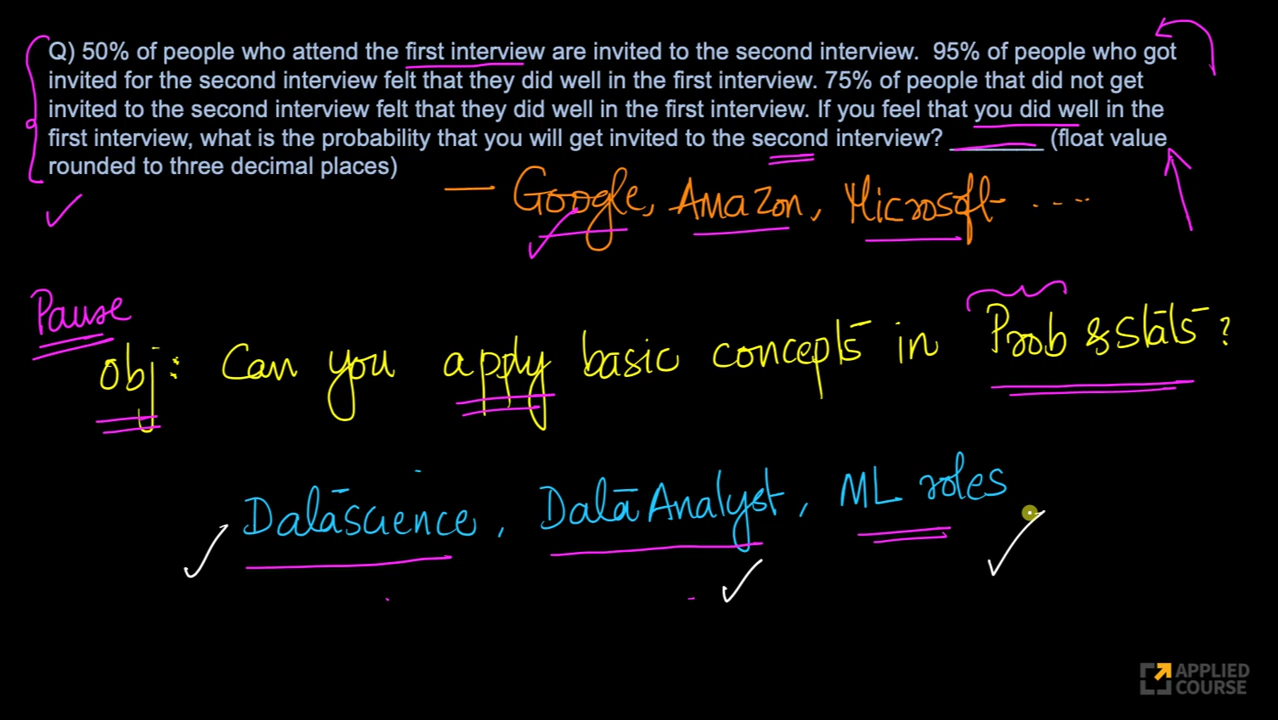 Q) 50% of people who attend the first interview are invited to the second interview. 95% of people who got
invited for the second interview felt that they did well in the first interview. 75% of people that did not get
invited to the second interview felt that they did well in the first interview. If you feel that you did well in the
first interview, what is the probability that you will get invited to the second interview? ________ (float value
rounded to three decimal places)
— Google, Amazon, Microsoft ....
Pause
Obj: Can you apply basic concepts in Prob & Stats?
Datascience, Data Analyst, ML roles
APPLIED
COURSE